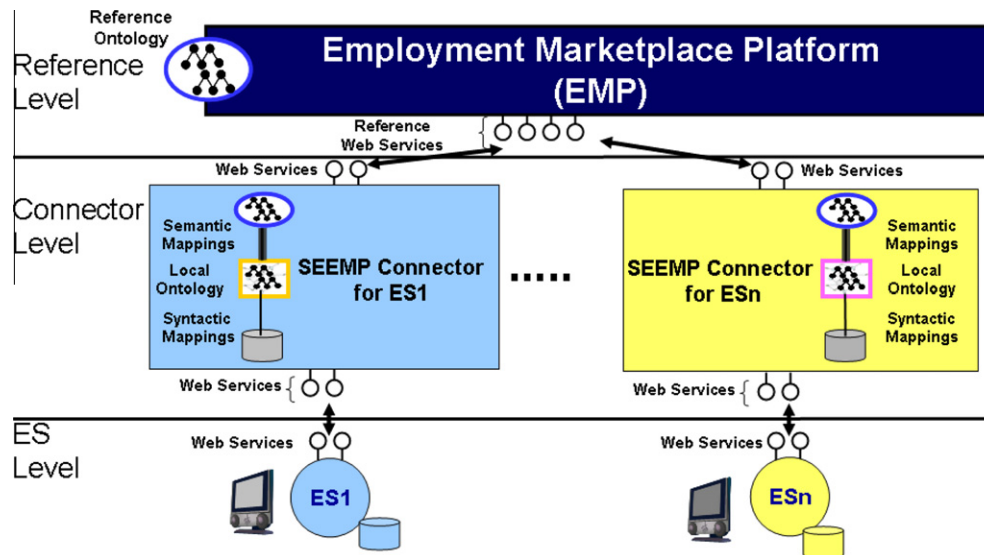 Reference
Ontology
Reference
Level
Employment Marketplace Platform
(EMP)
Reference
Web Services
Web Services
Web Services
Connector
Level
Semantic
Mappings
Local
Ontology
Syntactic
Mappings
SEEMP Connector
for ES1
.....
SEEMP Connector
for ESn
Semantic
Mappings
Local
Ontology
Syntactic
Mappings
Web Services
Web Services
ES
Level
Web Services
Web Services
ES1
ESn